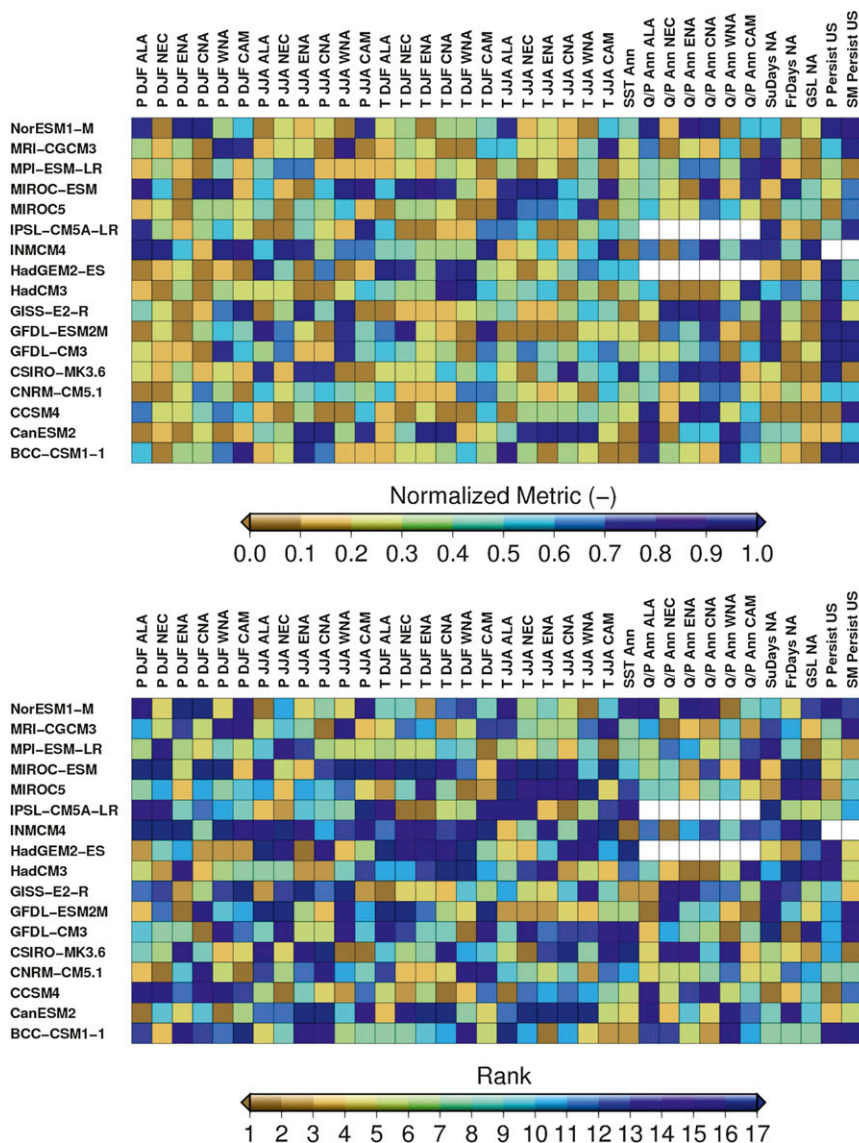 P DJF ALA
P DJF NEC
P DJF ENA
P DJF CNA
P DJF WNA
P DJF CAM
P JJA ALA
P JJA NEC
P JJA ENA
P JJA CNA
P JJA WNA
P JJA CAM
T DJF ALA
T DJF NEC
T DJF ENA
T DJF CNA
T DJF WNA
T DJF CAM
T JJA ALA
T JJA NEC
T JJA ENA
T JJA CNA
T JJA WNA
T JJA CAM
SST Ann
Q/P Ann ALA
Q/P Ann NEC
Q/P Ann ENA
Q/P Ann CNA
Q/P Ann WNA
Q/P Ann CAM
SuDays NA
FrDays NA
GSL NA
P Persist US
SM Persist US
NorESM1-M
MRI-CGCM3
MPI-ESM-LR
MIROC-ESM
MIROC5
IPSL-CM5A-LR
INMCM4
HadGEM2-ES
HadCM3
GISS-E2-R
GFDL-ESM2M
GFDL-CM3
CSIRO-MK3.6
CNRM-CM5.1
CCSM4
CanESM2
BCC-CSM1-1
Normalized Metric (-)
0.0 0.1 0.2 0.3 0.4 0.5 0.6 0.7 0.8 0.9 1.0
P DJF ALA
P DJF NEC
P DJF ENA
P DJF CNA
P DJF WNA
P DJF CAM
P JJA ALA
P JJA NEC
P JJA ENA
P JJA CNA
P JJA WNA
P JJA CAM
T DJF ALA
T DJF NEC
T DJF ENA
T DJF CNA
T DJF WNA
T DJF CAM
T JJA ALA
T JJA NEC
T JJA ENA
T JJA CNA
T JJA WNA
T JJA CAM
SST Ann
Q/P Ann ALA
Q/P Ann NEC
Q/P Ann ENA
Q/P Ann CNA
Q/P Ann WNA
Q/P Ann CAM
SuDays NA
FrDays NA
GSL NA
P Persist US
SM Persist US
NorESM1-M
MRI-CGCM3
MPI-ESM-LR
MIROC-ESM
MIROC5
IPSL-CM5A-LR
INMCM4
HadGEM2-ES
HadCM3
GISS-E2-R
GFDL-ESM2M
GFDL-CM3
CSIRO-MK3.6
CNRM-CM5.1
CCSM4
CanESM2
BCC-CSM1-1
Rank
1 2 3 4 5 6 7 8 9 10 11 12 13 14 15 16 17